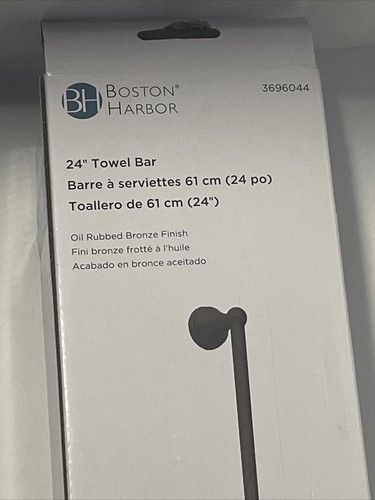 BH BOSTON®
HARBOR
3696044
24" Towel Bar
Barre à serviettes 61 cm (24 po)
Toallero de 61 cm (24")
Oil Rubbed Bronze Finish
Fini bronze frotté à l'huile
Acabado en bronce aceitado